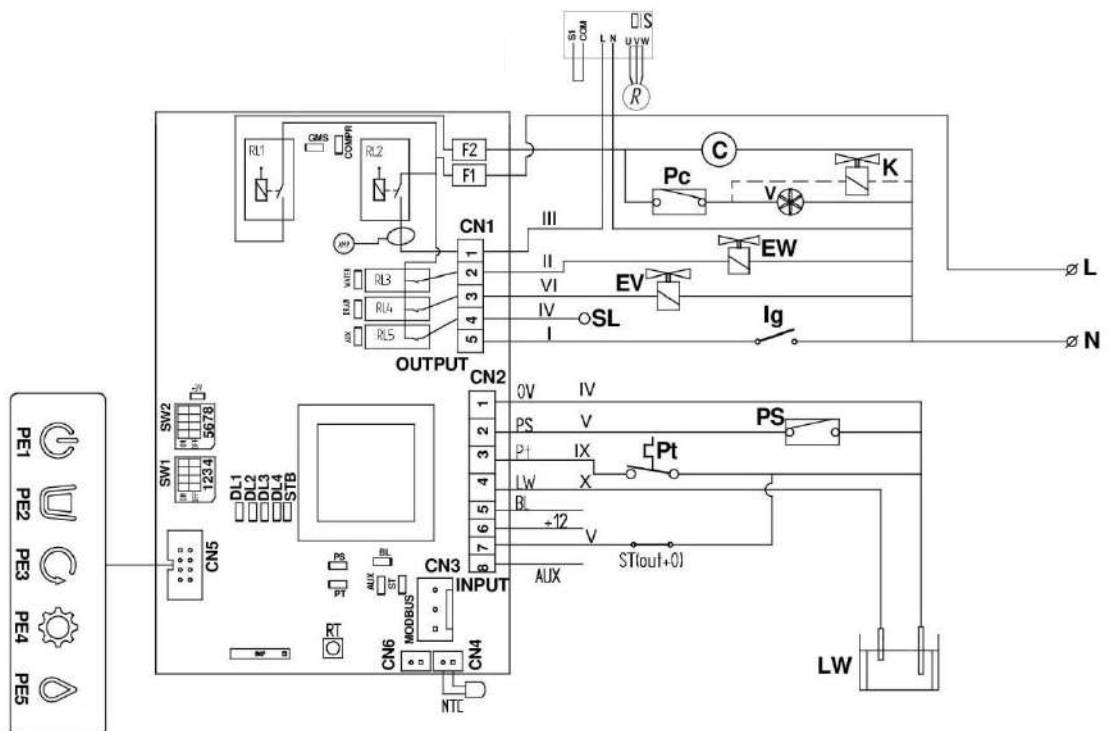 IS
S1
COM
L N
U V W
R
GMS
COMPR
RL1
RL2
F2
F1
C
Pc
V
K
AMP
CN1
III
1
II
EW
WATER
RL3
2
VI
EV
DRAIN
RL4
3
IV
SL
AUX
RL5
4
I
Ig
5
L
N
OUTPUT
CN2
SW2
5678
SW1
1234
1
0V
IV
2
PS
V
PS
3
Pt
IX
Pt
4
LW
X
5
BL
6
+12
7
V
ST(out+0)
8
AUX
INPUT
DL1
DL2
DL3
DL4
STB
PS
BL
PT
AUX
ST
CN3
MODBUS
RT
CN6
CN4
NTC
CN5
LW
PE1
PE2
PE3
PE4
PE5